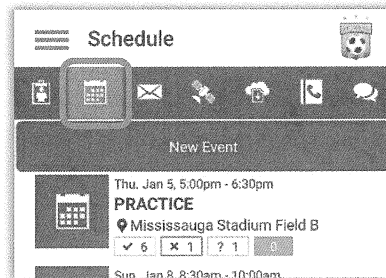 Schedule
New Event
Thu. Jan 5, 5:00pm - 6:30pm
PRACTICE
Mississauga Stadium Field B
✔ 6 ✖ 1 ? 1 0
Sun. Jan 8, 8:30am - 10:00am